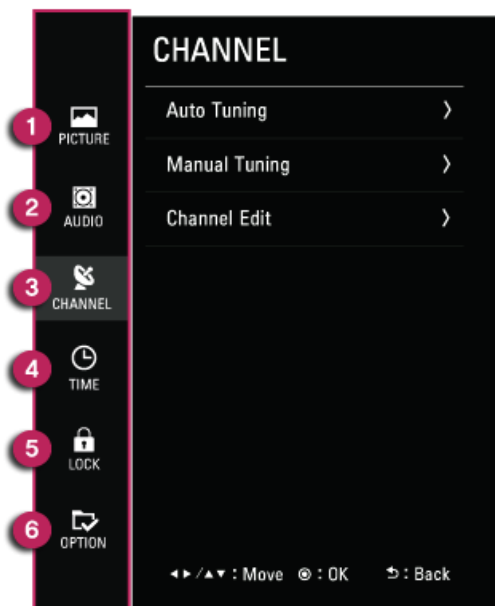 CHANNEL
1
PICTURE
2
AUDIO
3
CHANNEL
4
TIME
5
LOCK
6
OPTION
Auto Tuning
Manual Tuning
Channel Edit
◄►/▲▼ : Move ◉ : OK ⮌ : Back